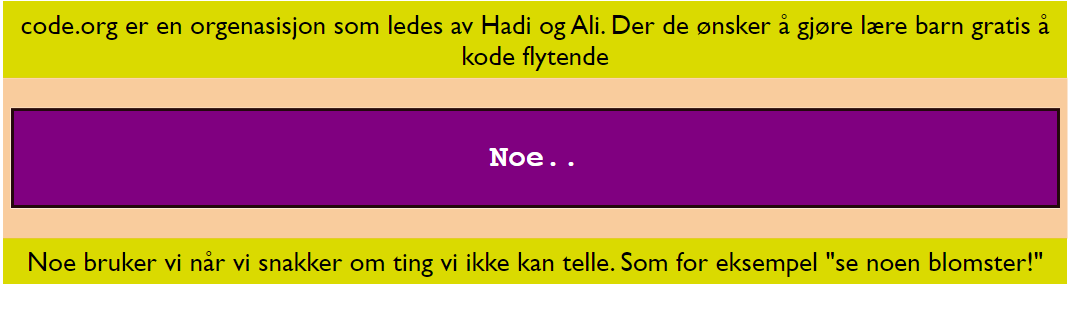 code.org er en orgenasisjon som ledes av Hadi og Ali. Der de ønsker å gjøre lære barn gratis å
kode flytende
Noe..
Noe bruker vi når vi snakker om ting vi ikke kan telle. Som for eksempel "se noen blomster!"